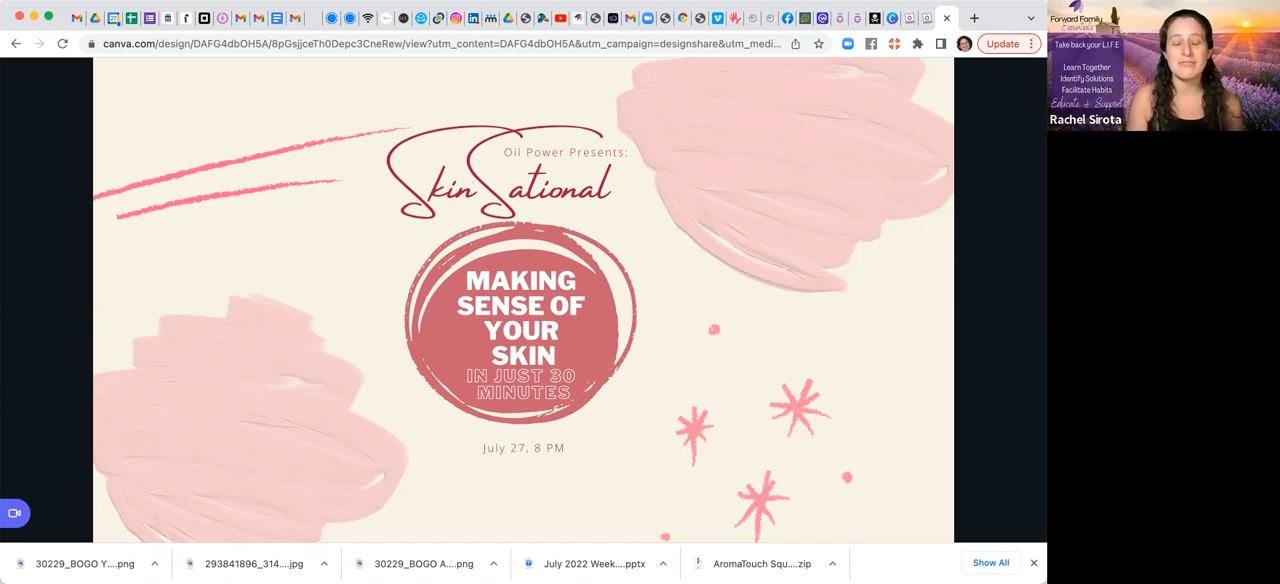 canva.com/design/DAFG4dbOH5A/8pGsjjceTh0Depc3CneRew/view?utm_content=DAFG4dbOH5A&utm_campaign=designshare&utm_medi...
Update
Oil Power Presents:
SkinSational
MAKING
SENSE OF
YOUR
SKIN
IN JUST 30
MINUTES
July 27, 8 PM
Forward Family
Essentials
Take back your L.I.F.E
Learn Together
Identify Solutions
Facilitate Habits
Educate & Support
Rachel Sirota
30229_BOGO Y....png
293841896_314....jpg
30229_BOGO A....png
July 2022 Week....pptx
AromaTouch Squ....zip
Show All